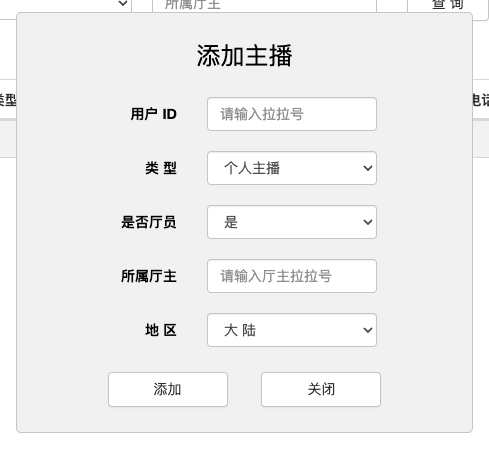 所属厅主
查 询
类型
电话
添加主播
用户 ID
请输入拉拉号
类 型
个人主播
是否厅员
是
所属厅主
请输入厅主拉拉号
地 区
大 陆
添加
关闭